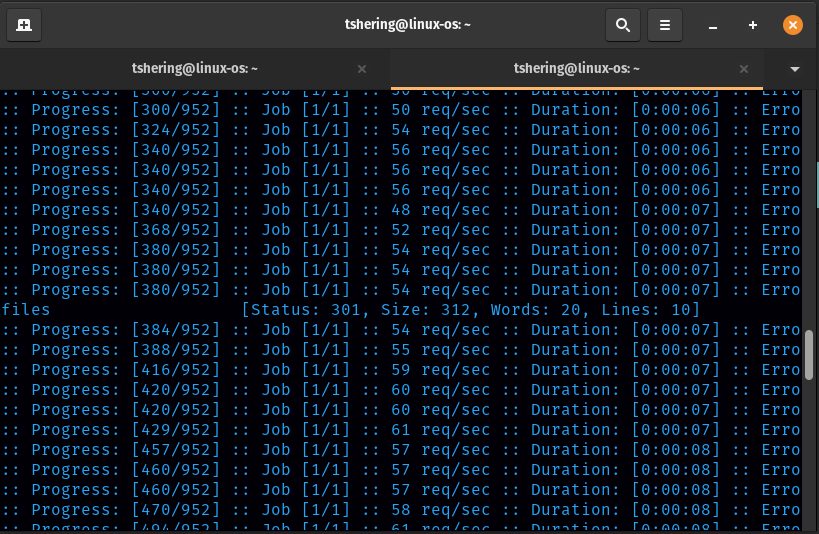 tshering@linux-os: ~
tshering@linux-os: ~
tshering@linux-os: ~
:: Progress: [300/952] :: Job [1/1] :: 50 req/sec :: Duration: [0:00:06] :: Erro
:: Progress: [300/952] :: Job [1/1] :: 50 req/sec :: Duration: [0:00:06] :: Erro
:: Progress: [324/952] :: Job [1/1] :: 54 req/sec :: Duration: [0:00:06] :: Erro
:: Progress: [340/952] :: Job [1/1] :: 56 req/sec :: Duration: [0:00:06] :: Erro
:: Progress: [340/952] :: Job [1/1] :: 56 req/sec :: Duration: [0:00:06] :: Erro
:: Progress: [340/952] :: Job [1/1] :: 56 req/sec :: Duration: [0:00:06] :: Erro
:: Progress: [340/952] :: Job [1/1] :: 48 req/sec :: Duration: [0:00:07] :: Erro
:: Progress: [368/952] :: Job [1/1] :: 52 req/sec :: Duration: [0:00:07] :: Erro
:: Progress: [380/952] :: Job [1/1] :: 54 req/sec :: Duration: [0:00:07] :: Erro
:: Progress: [380/952] :: Job [1/1] :: 54 req/sec :: Duration: [0:00:07] :: Erro
:: Progress: [380/952] :: Job [1/1] :: 54 req/sec :: Duration: [0:00:07] :: Erro
files [Status: 301, Size: 312, Words: 20, Lines: 10]
:: Progress: [384/952] :: Job [1/1] :: 54 req/sec :: Duration: [0:00:07] :: Erro
:: Progress: [388/952] :: Job [1/1] :: 55 req/sec :: Duration: [0:00:07] :: Erro
:: Progress: [416/952] :: Job [1/1] :: 59 req/sec :: Duration: [0:00:07] :: Erro
:: Progress: [420/952] :: Job [1/1] :: 60 req/sec :: Duration: [0:00:07] :: Erro
:: Progress: [420/952] :: Job [1/1] :: 60 req/sec :: Duration: [0:00:07] :: Erro
:: Progress: [429/952] :: Job [1/1] :: 61 req/sec :: Duration: [0:00:07] :: Erro
:: Progress: [457/952] :: Job [1/1] :: 57 req/sec :: Duration: [0:00:08] :: Erro
:: Progress: [460/952] :: Job [1/1] :: 57 req/sec :: Duration: [0:00:08] :: Erro
:: Progress: [460/952] :: Job [1/1] :: 57 req/sec :: Duration: [0:00:08] :: Erro
:: Progress: [470/952] :: Job [1/1] :: 58 req/sec :: Duration: [0:00:08] :: Erro
:: Progress: [494/952] :: Job [1/1] :: 61 req/sec :: Duration: [0:00:08] :: Erro